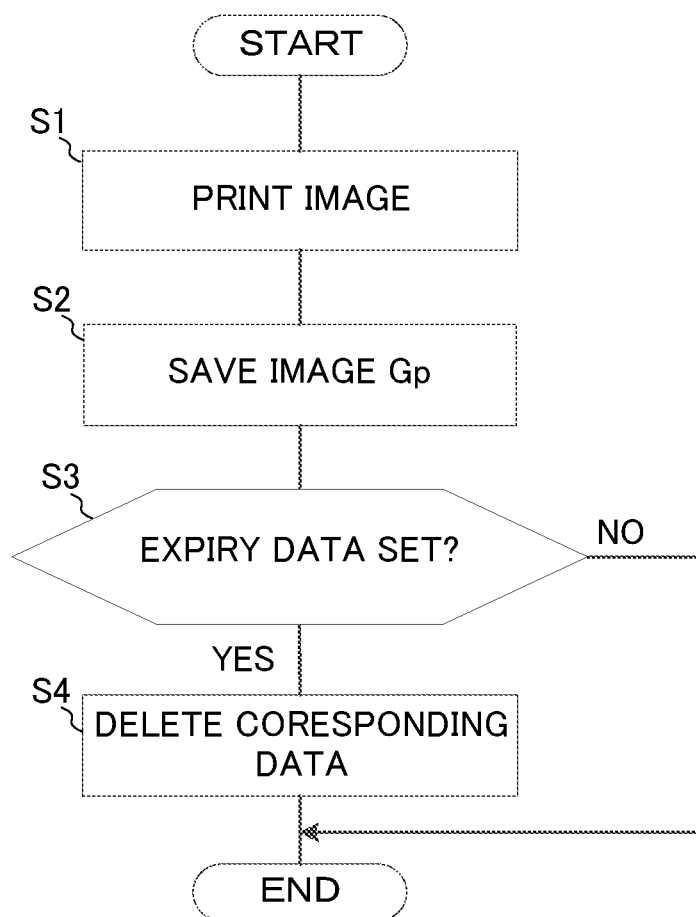 START
S1
PRINT IMAGE
S2
SAVE IMAGE Gp
S3
EXPIRY DATA SET?
NO
YES
S4
DELETE CORESPONDING
DATA
END